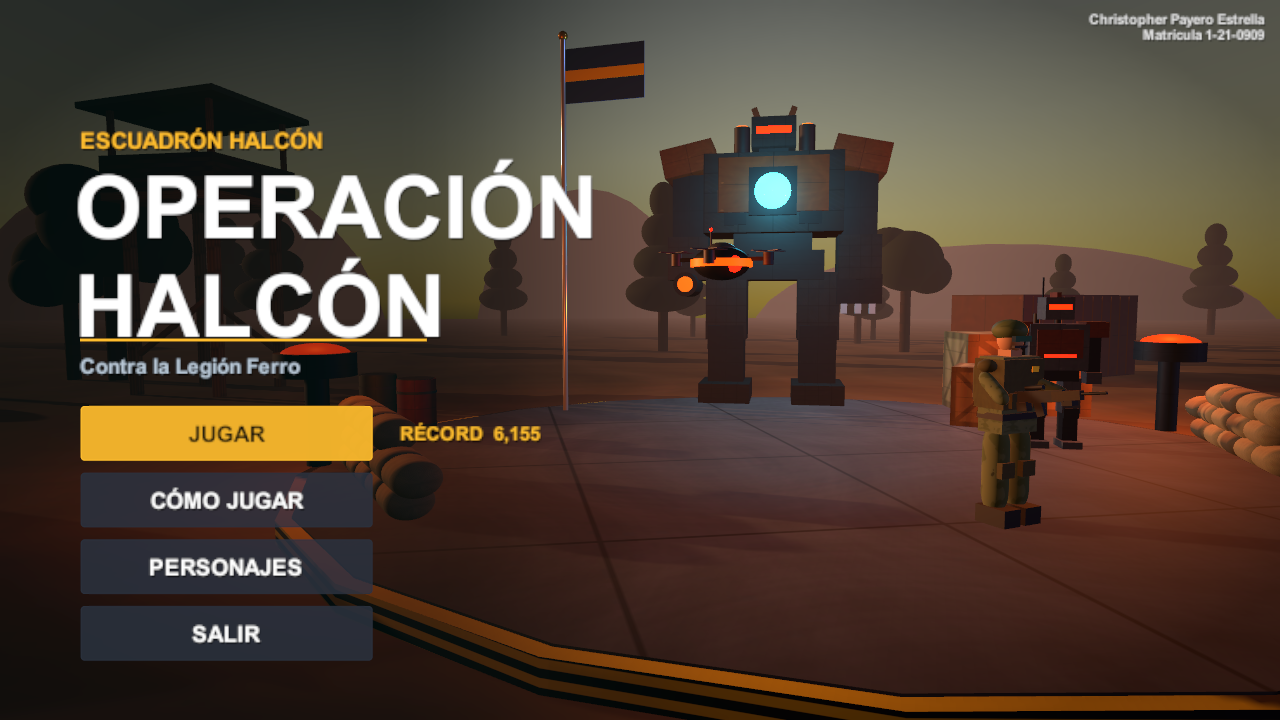 Christopher Payero Estrella
Matrícula 1-21-0909
ESCUADRÓN HALCÓN
OPERACIÓN
HALCÓN
Contra la Legión Ferro
JUGAR
RÉCORD 6,155
CÓMO JUGAR
PERSONAJES
SALIR